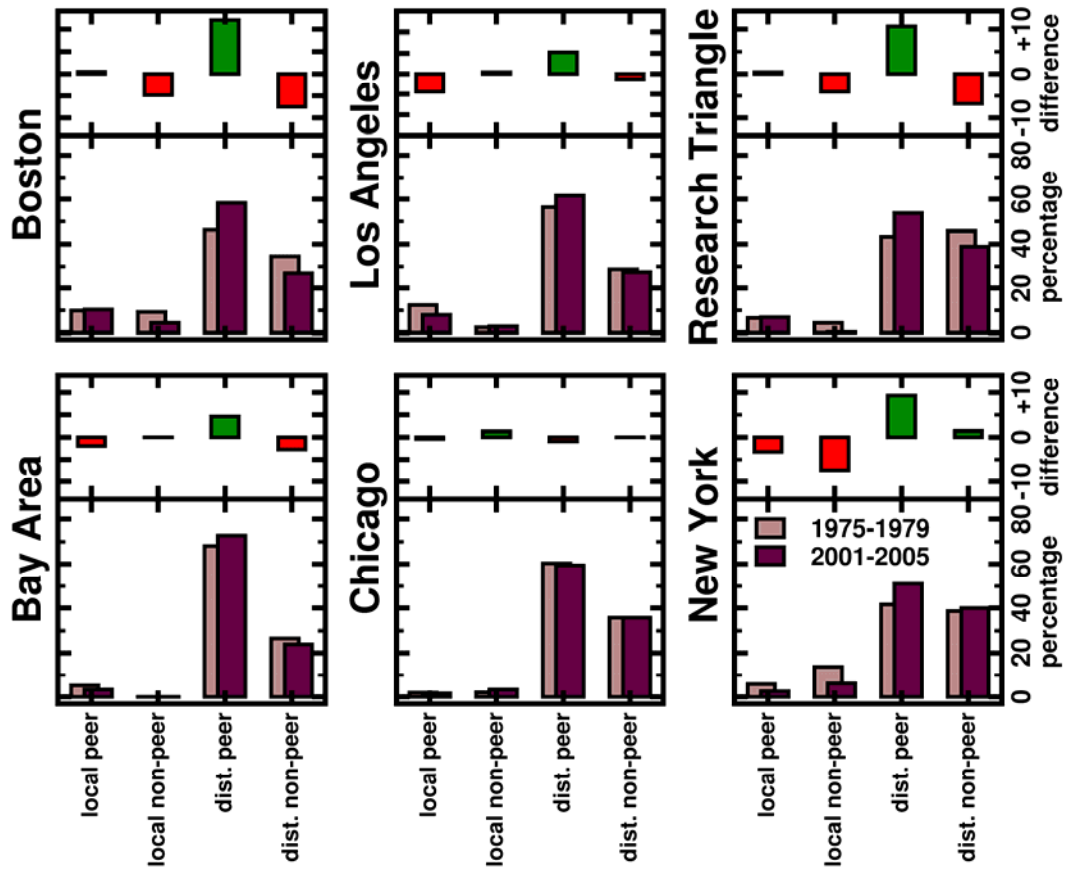 Boston
Los Angeles
Research Triangle
+10
0
-10
difference
80
60
40
20
0
percentage
Bay Area
Chicago
New York
1975-1979
2001-2005
+10
0
-10
difference
80
60
40
20
0
percentage
local peer
local non-peer
dist. peer
dist. non-peer
local peer
local non-peer
dist. peer
dist. non-peer
local peer
local non-peer
dist. peer
dist. non-peer